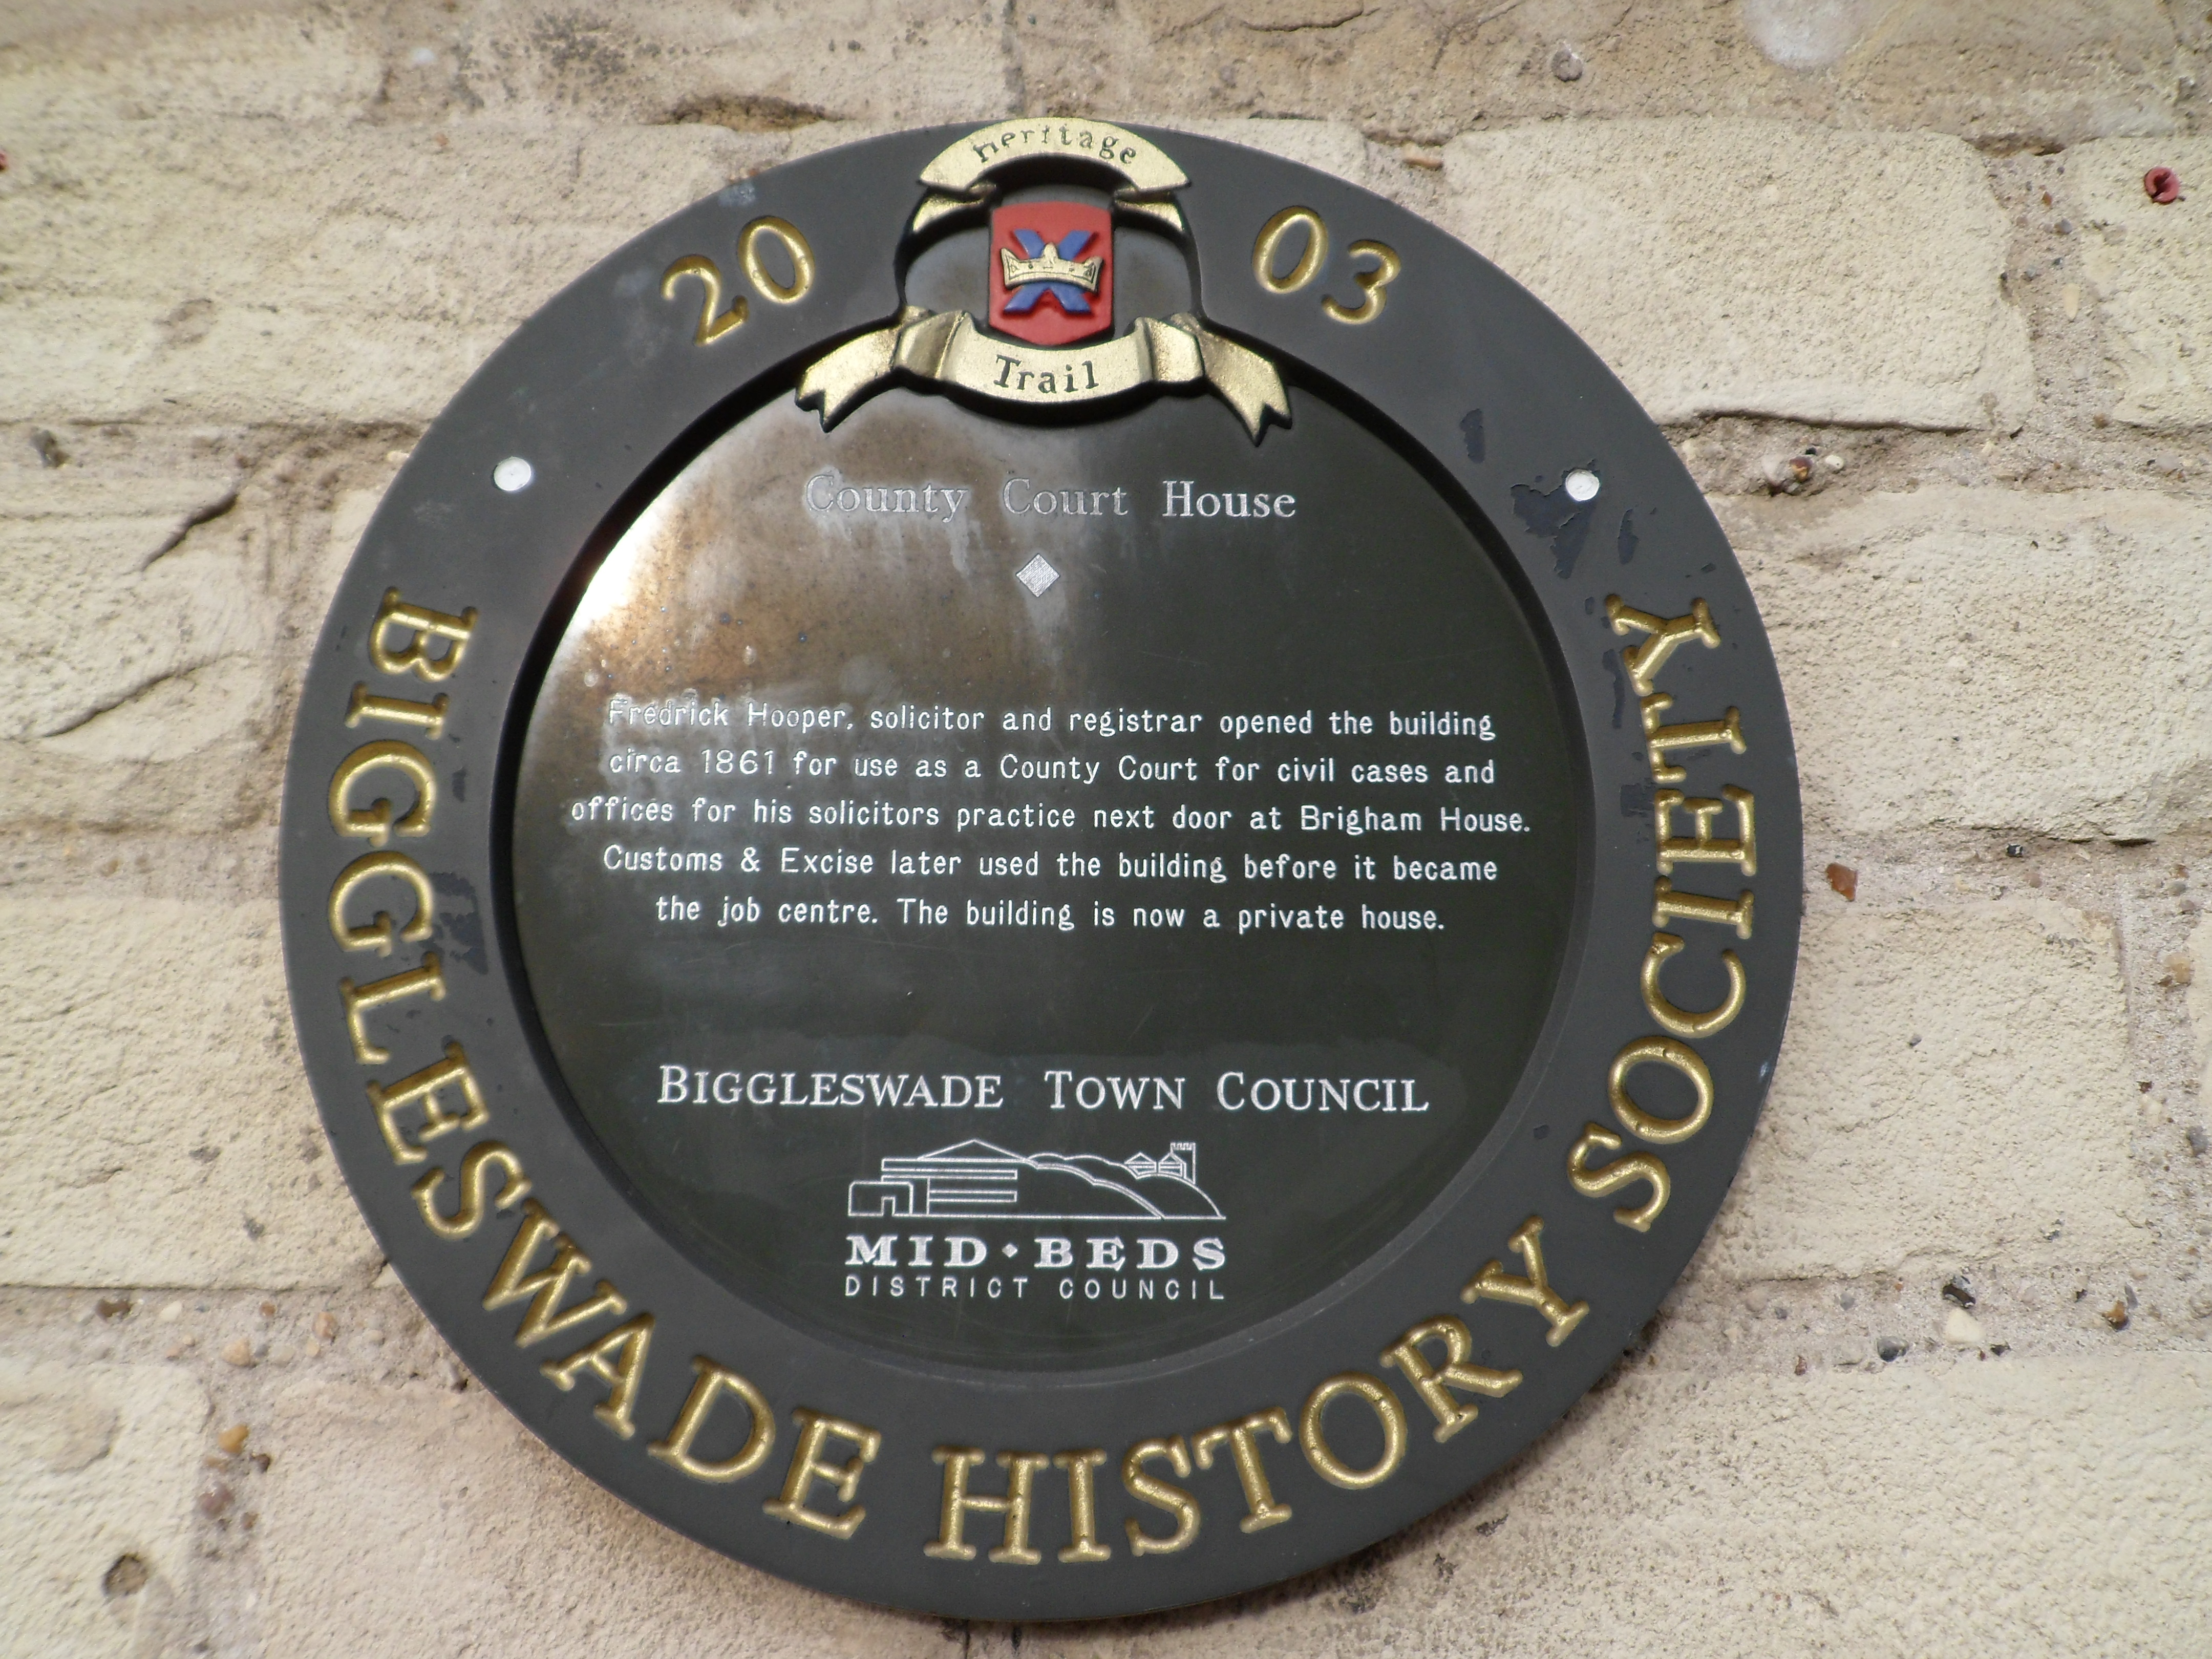 Heritage
20 03
Trail
County Court House
Fredrick Hooper, solicitor and registrar opened the building
circa 1861 for use as a County Court for civil cases and
offices for his solicitors practice next door at Brigham House.
Customs & Excise later used the building before it became
the job centre. The building is now a private house.
BIGGLESWADE TOWN COUNCIL
MID·BEDS
DISTRICT COUNCIL
BIGGLESWADE HISTORY SOCIETY